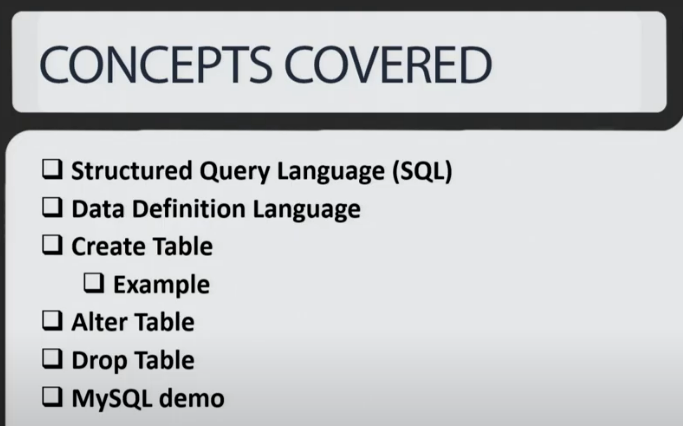 CONCEPTS COVERED
❑ Structured Query Language (SQL)
❑ Data Definition Language
❑ Create Table
❑ Example
❑ Alter Table
❑ Drop Table
❑ MySQL demo